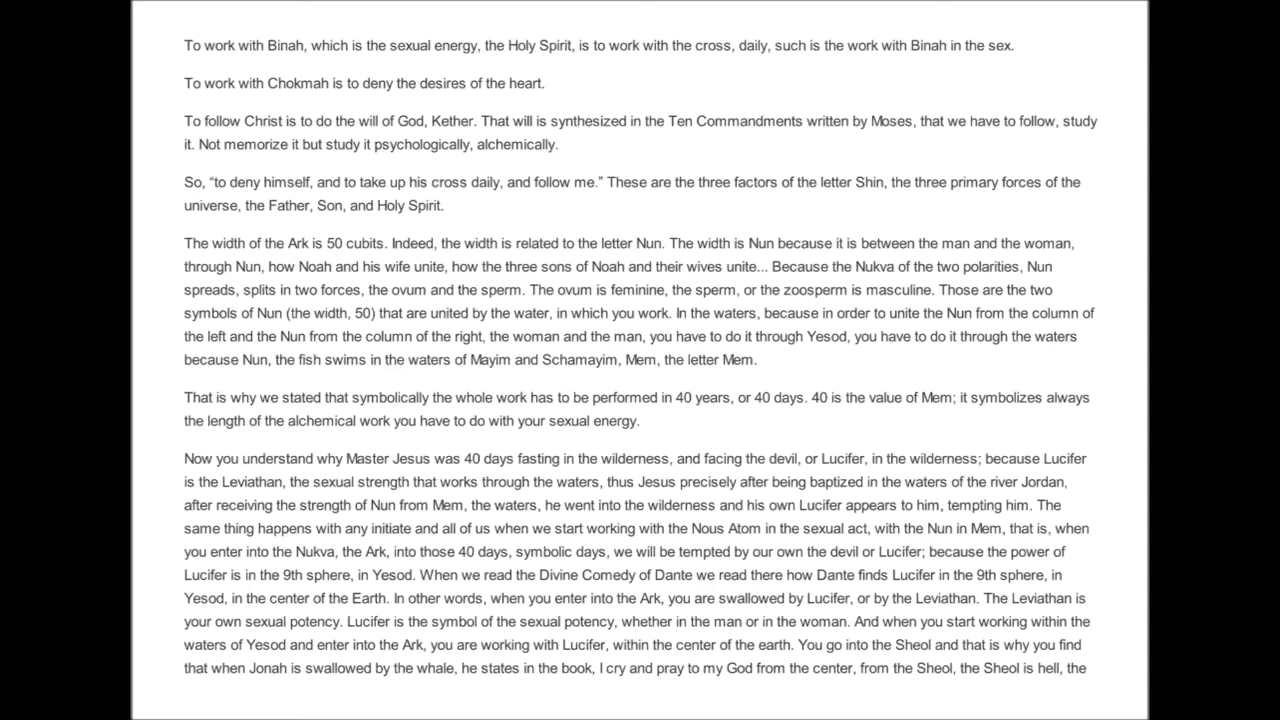 To work with Binah, which is the sexual energy, the Holy Spirit, is to work with the cross, daily, such is the work with Binah in the sex.
To work with Chokmah is to deny the desires of the heart.
To follow Christ is to do the will of God, Kether. That will is synthesized in the Ten Commandments written by Moses, that we have to follow, study
it. Not memorize it but study it psychologically, alchemically.
So, “to deny himself, and to take up his cross daily, and follow me.” These are the three factors of the letter Shin, the three primary forces of the
universe, the Father, Son, and Holy Spirit.
The width of the Ark is 50 cubits. Indeed, the width is related to the letter Nun. The width is Nun because it is between the man and the woman,
through Nun, how Noah and his wife unite, how the three sons of Noah and their wives unite... Because the Nukva of the two polarities, Nun
spreads, splits in two forces, the ovum and the sperm. The ovum is feminine, the sperm, or the zoosperm is masculine. Those are the two
symbols of Nun (the width, 50) that are united by the water, in which you work. In the waters, because in order to unite the Nun from the column of
the left and the Nun from the column of the right, the woman and the man, you have to do it through Yesod, you have to do it through the waters
because Nun, the fish swims in the waters of Mayim and Schamayim, Mem, the letter Mem.
That is why we stated that symbolically the whole work has to be performed in 40 years, or 40 days. 40 is the value of Mem; it symbolizes always
the length of the alchemical work you have to do with your sexual energy.
Now you understand why Master Jesus was 40 days fasting in the wilderness, and facing the devil, or Lucifer, in the wilderness; because Lucifer
is the Leviathan, the sexual strength that works through the waters, thus Jesus precisely after being baptized in the waters of the river Jordan,
after receiving the strength of Nun from Mem, the waters, he went into the wilderness and his own Lucifer appears to him, tempting him. The
same thing happens with any initiate and all of us when we start working with the Nous Atom in the sexual act, with the Nun in Mem, that is, when
you enter into the Nukva, the Ark, into those 40 days, symbolic days, we will be tempted by our own the devil or Lucifer; because the power of
Lucifer is in the 9th sphere, in Yesod. When we read the Divine Comedy of Dante we read there how Dante finds Lucifer in the 9th sphere, in
Yesod, in the center of the Earth. In other words, when you enter into the Ark, you are swallowed by Lucifer, or by the Leviathan. The Leviathan is
your own sexual potency. Lucifer is the symbol of the sexual potency, whether in the man or in the woman. And when you start working within the
waters of Yesod and enter into the Ark, you are working with Lucifer, within the center of the earth. You go into the Sheol and that is why you find
that when Jonah is swallowed by the whale, he states in the book, I cry and pray to my God from the center, from the Sheol, the Sheol is hell, the